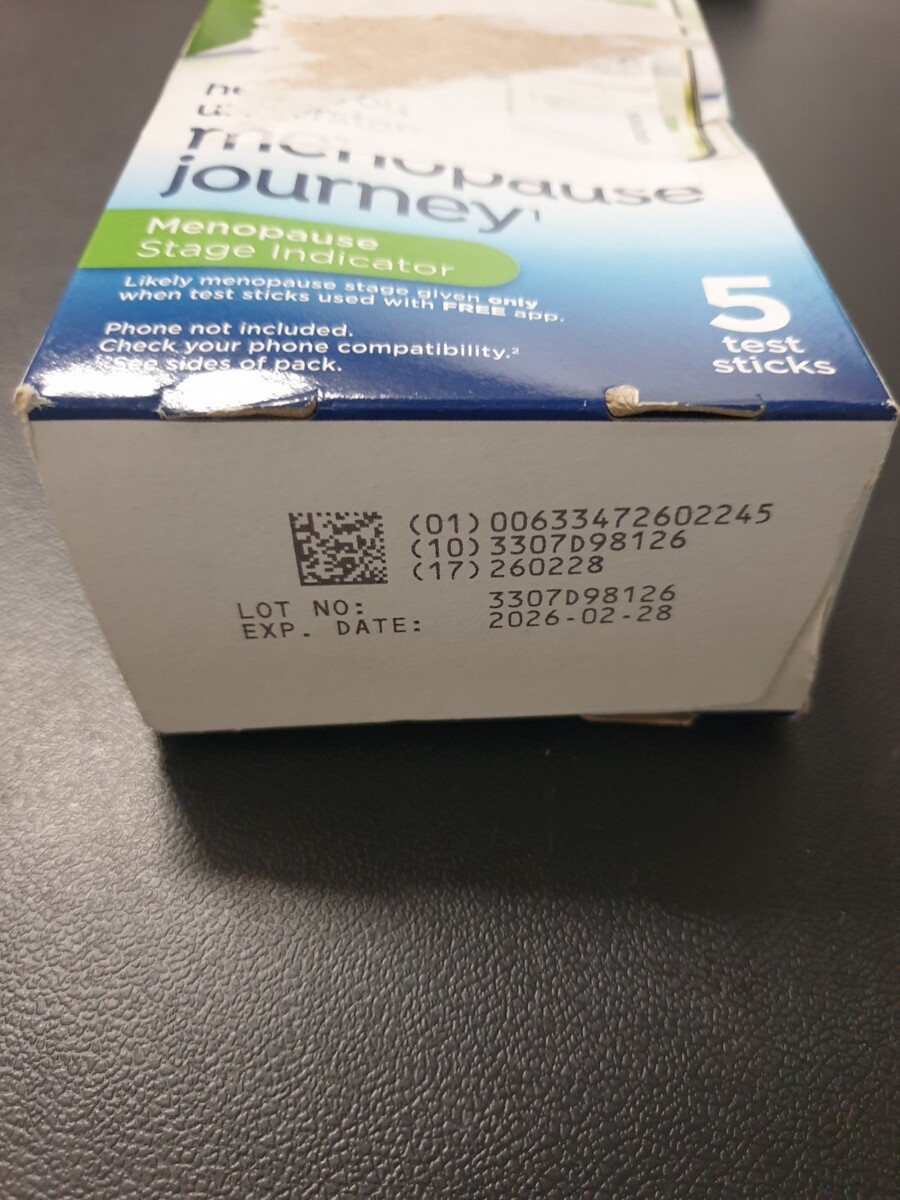 menopause
journey¹
Menopause
Stage Indicator
Likely menopause stage given only
when test sticks used with FREE app.
Phone not included.
Check your phone compatibility.²
²See sides of pack.
5
test
sticks
(01) 00633472602245
(10) 3307D98126
(17) 260228
LOT NO: 3307D98126
EXP. DATE: 2026-02-28